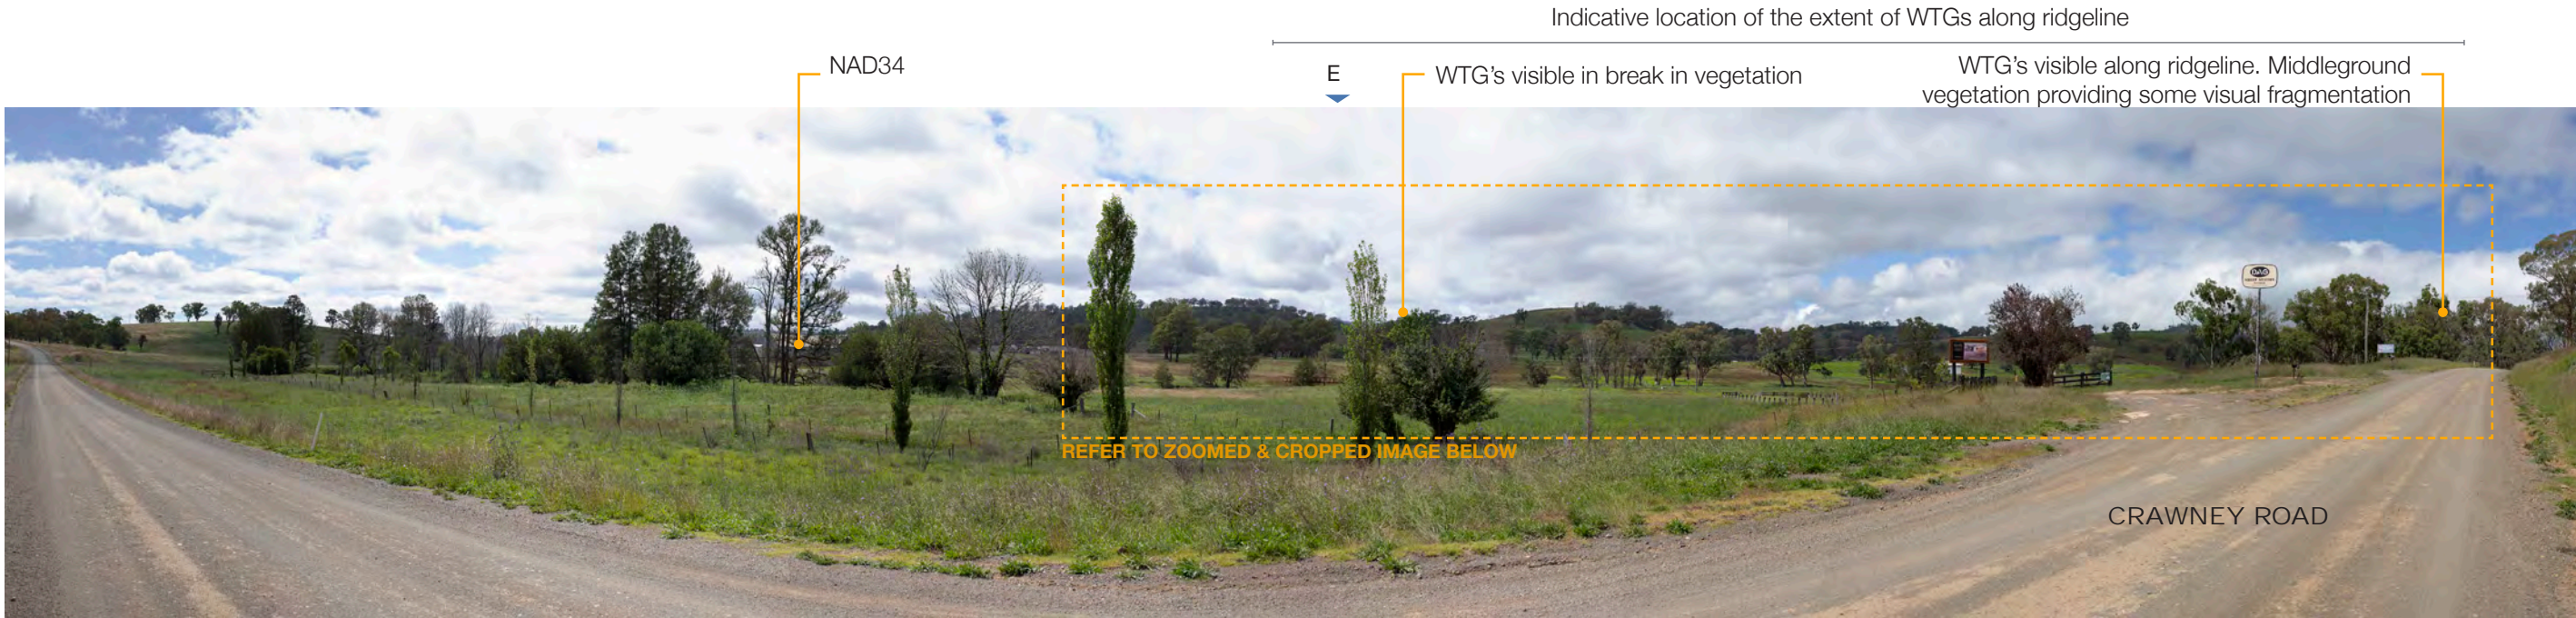 Indicative location of the extent of WTGs along ridgeline
NAD34
E
WTG's visible in break in vegetation
WTG's visible along ridgeline. Middleground
vegetation providing some visual fragmentation
REFER TO ZOOMED & CROPPED IMAGE BELOW
CRAWNEY ROAD